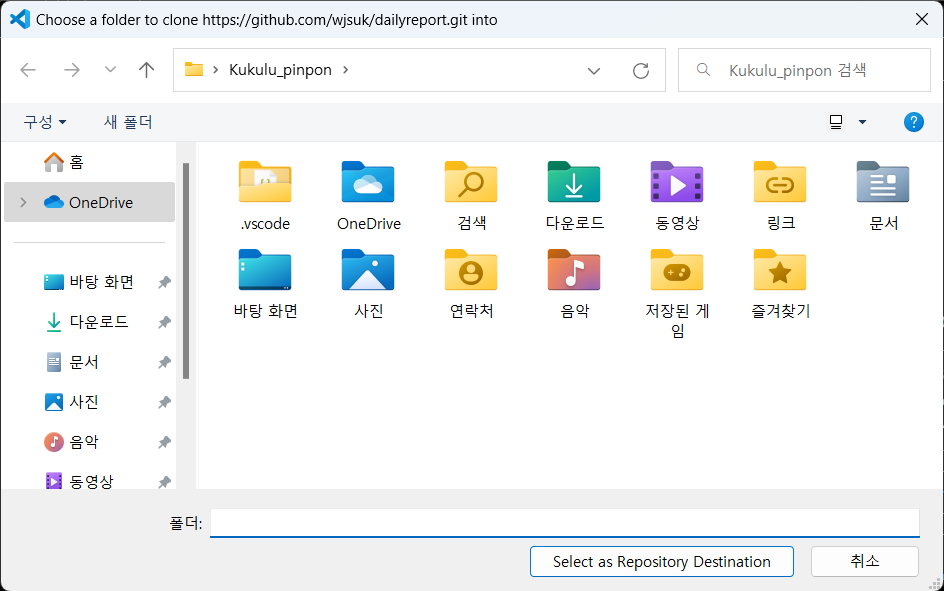 Choose a folder to clone https://github.com/wjsuk/dailyreport.git into
Kukulu_pinpon
Kukulu_pinpon 검색
구성
새 폴더
홈
OneDrive
바탕 화면
다운로드
문서
사진
음악
동영상
.vscode
OneDrive
검색
다운로드
동영상
링크
문서
바탕 화면
사진
연락처
음악
저장된 게
임
즐겨찾기
폴더:
Select as Repository Destination
취소